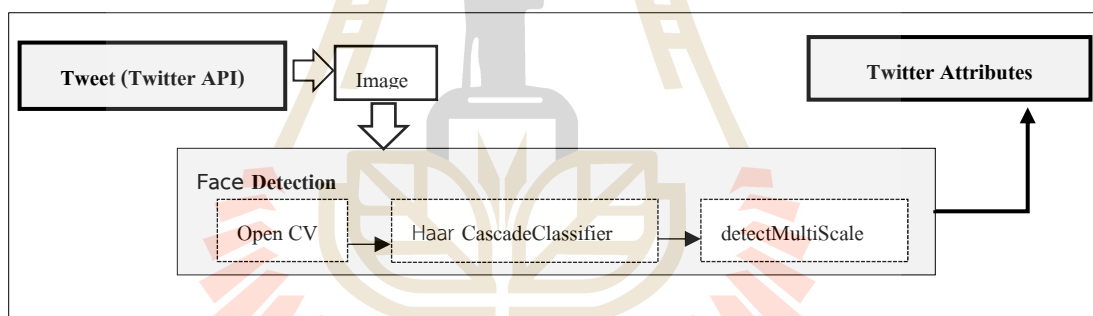 Tweet (Twitter API)
Image
Twitter Attributes
Face Detection
Open CV
Haar CascadeClassifier
detectMultiScale